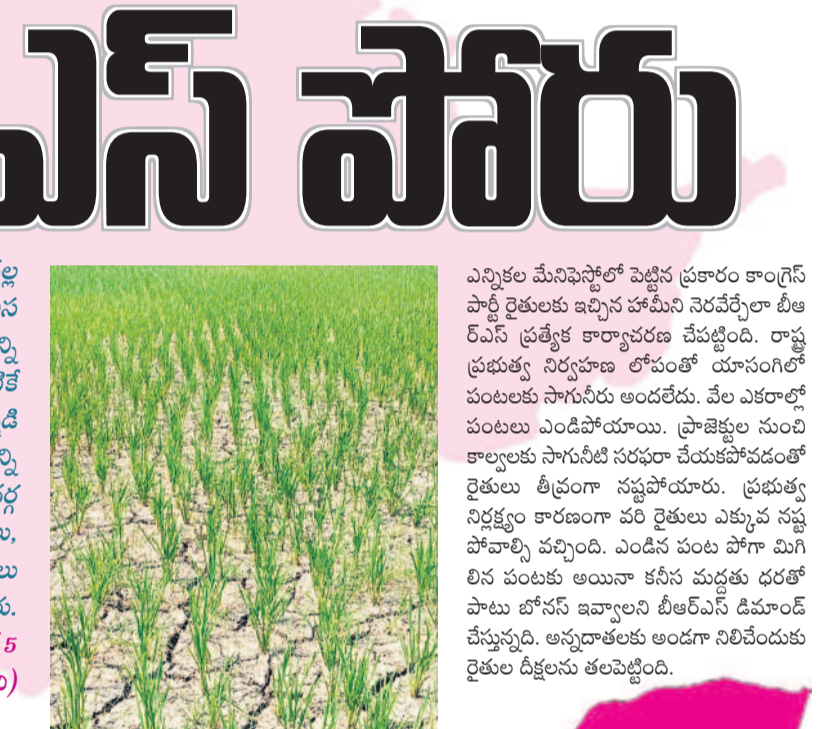 ఎస్ పోరు
ల్ల
స
న్ని
కే
డి
న్ని
ర్గ
లు
రు.
5
ఎన్నికల మేనిఫెస్టోలో పెట్టిన ప్రకారం కాంగ్రెస్
పార్టీ రైతులకు ఇచ్చిన హామీని నెరవేర్చేలా బీఆ
ర్ఎస్ ప్రత్యేక కార్యాచరణ చేపట్టింది. రాష్ట్ర
ప్రభుత్వ నిర్వహణ లోపంతో యాసంగిలో
పంటలకు సాగునీరు అందలేదు. వేల ఎకరాల్లో
పంటలు ఎండిపోయాయి. ప్రాజెక్టుల నుంచి
కాల్వలకు సాగునీటి సరఫరా చేయకపోవడంతో
రైతులు తీవ్రంగా నష్టపోయారు. ప్రభుత్వ
నిర్లక్ష్యం కారణంగా వరి రైతులు ఎక్కువ నష్ట
పోవాల్సి వచ్చింది. ఎండిన పంట పోగా మిగి
లిన పంటకు అయినా కనీస మద్దతు ధరతో
పాటు బోనస్ ఇవ్వాలని బీఆర్ఎస్ డిమాండ్
చేస్తున్నది. అన్నదాతలకు అండగా నిలిచేందుకు
రైతుల దీక్షలను తలపెట్టింది.